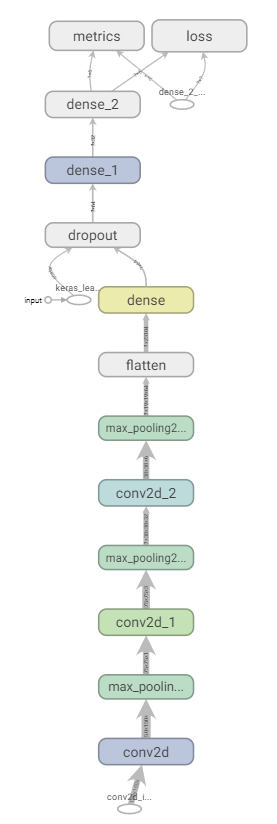 metrics
loss
dense_2_...
dense_2
dense_1
dropout
keras_lea...
input
dense
flatten
max_pooling2...
conv2d_2
max_pooling2...
conv2d_1
max_poolin...
conv2d
conv2d_i...